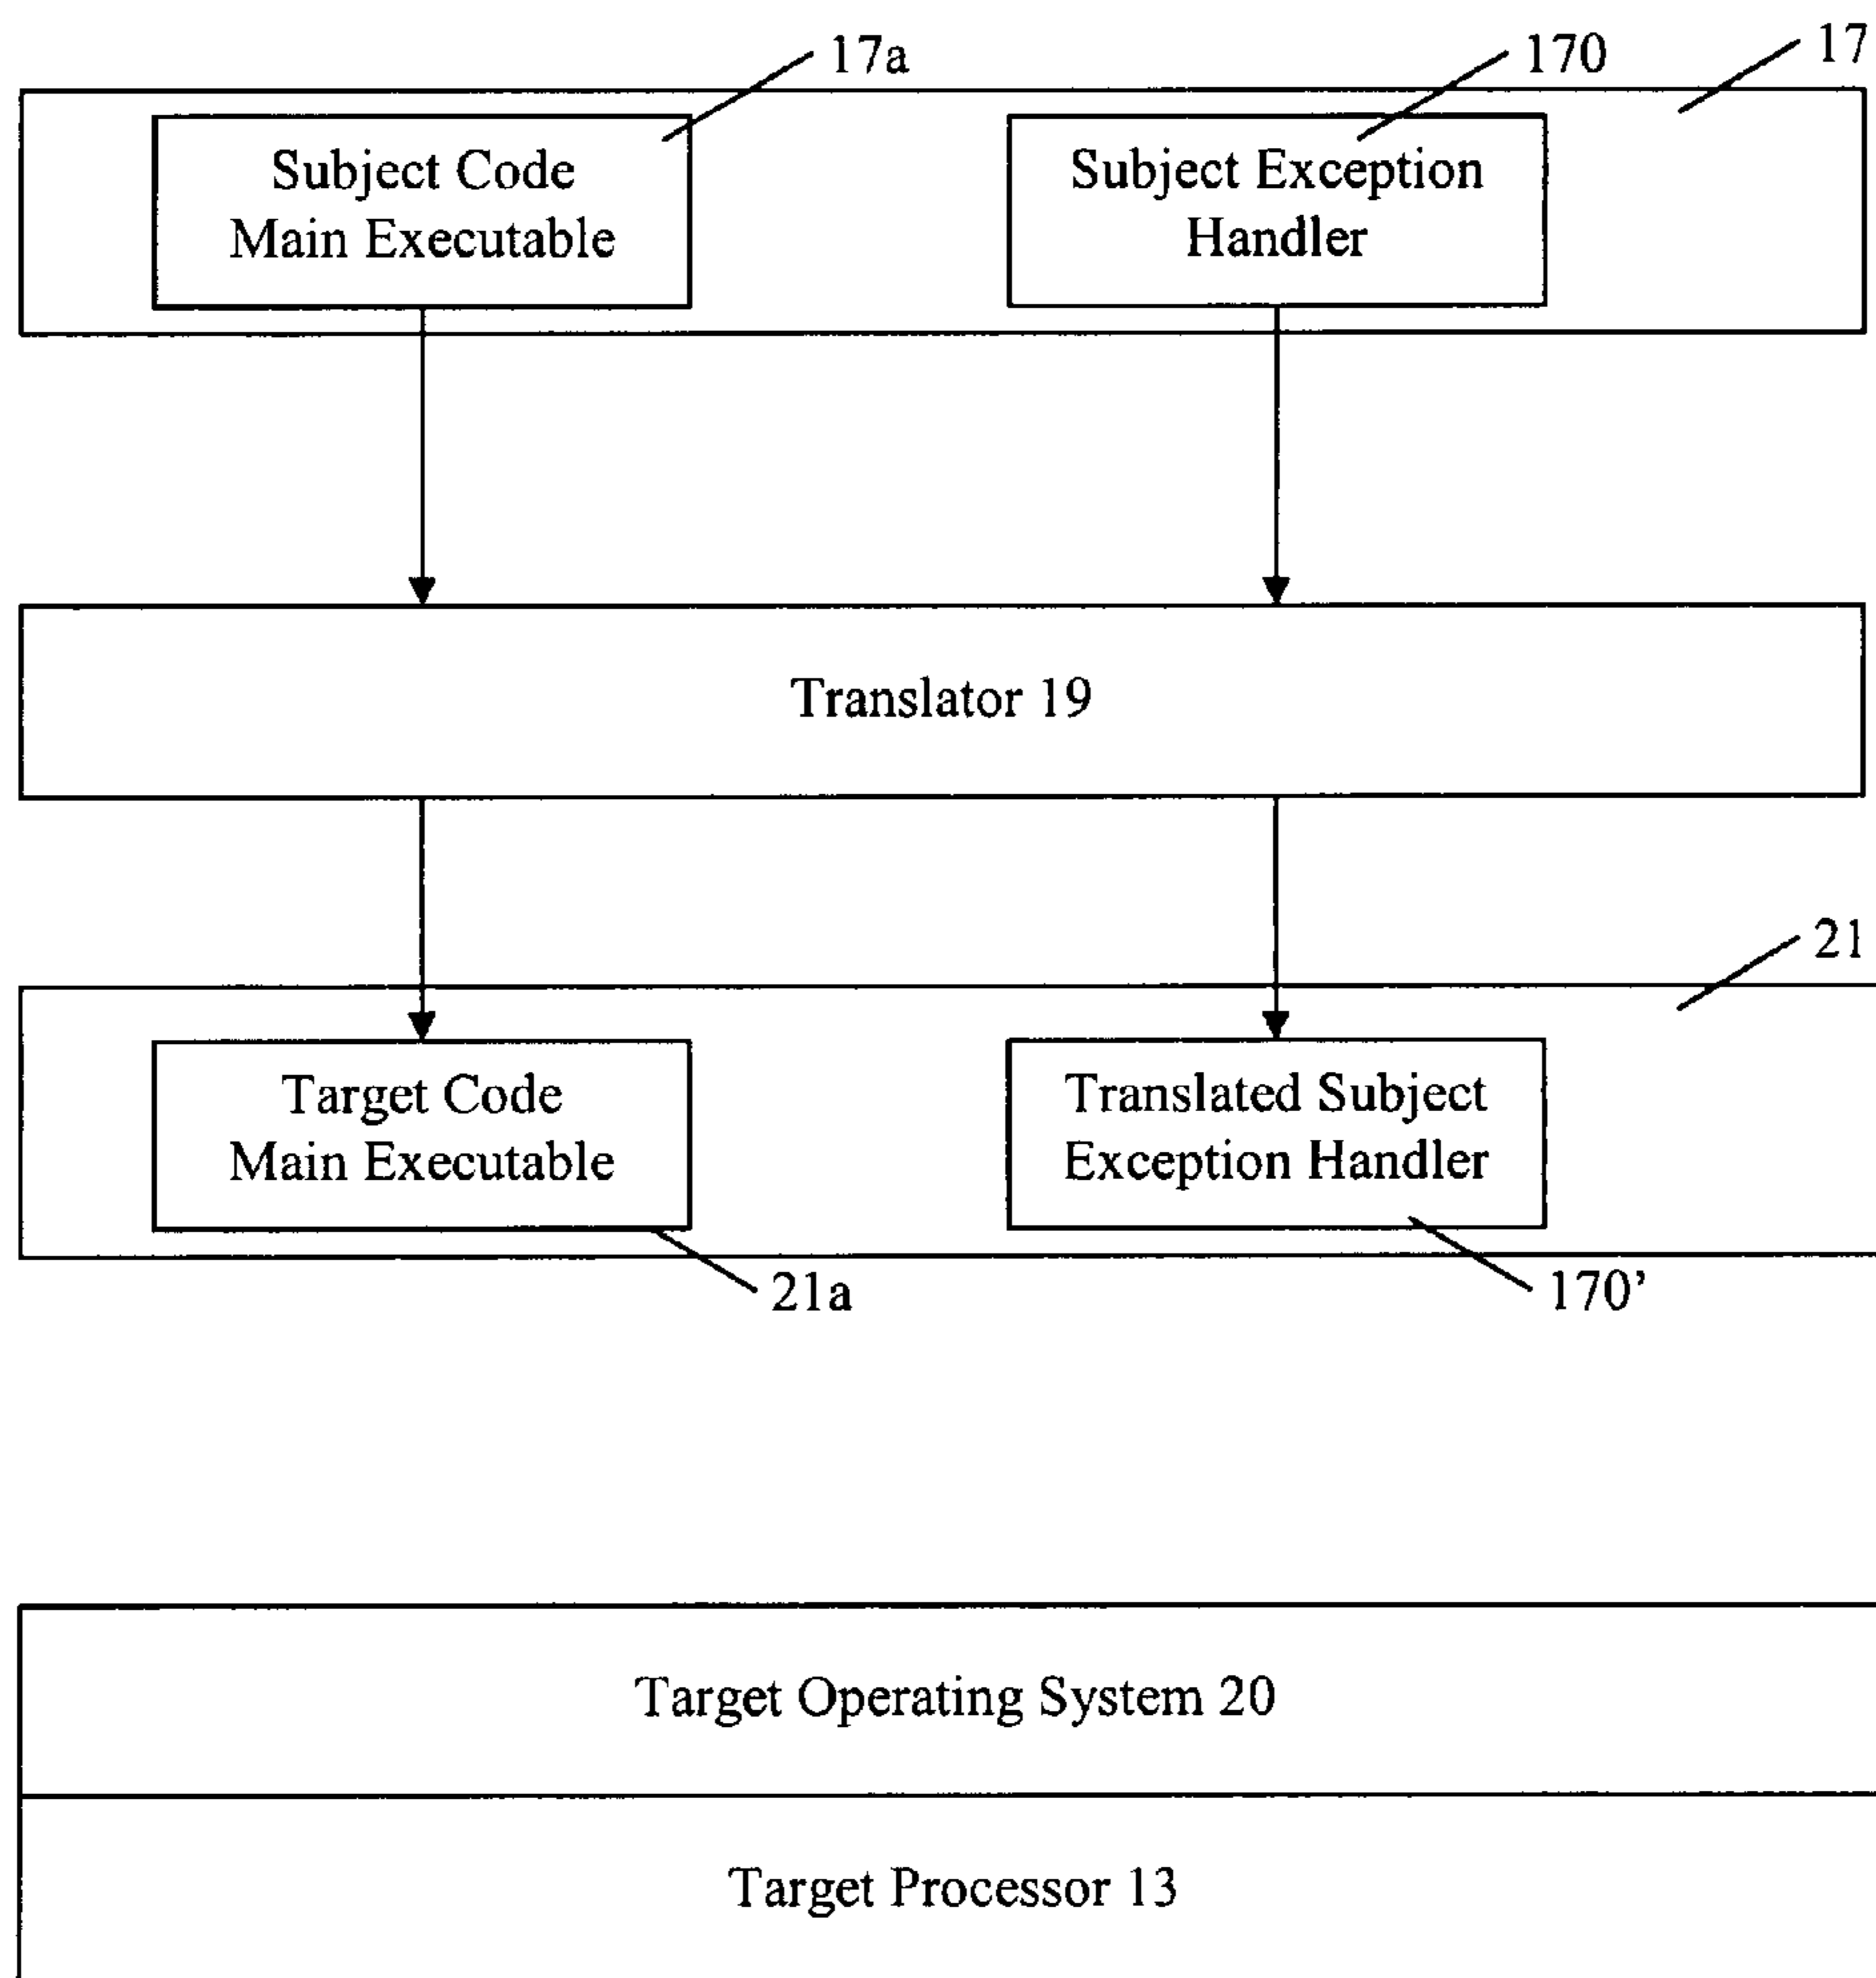 17a
170
17
Subject Code
Main Executable
Subject Exception
Handler
Translator 19
21
Target Code
Main Executable
Translated Subject
Exception Handler
21a
170’
Target Operating System 20
Target Processor 13